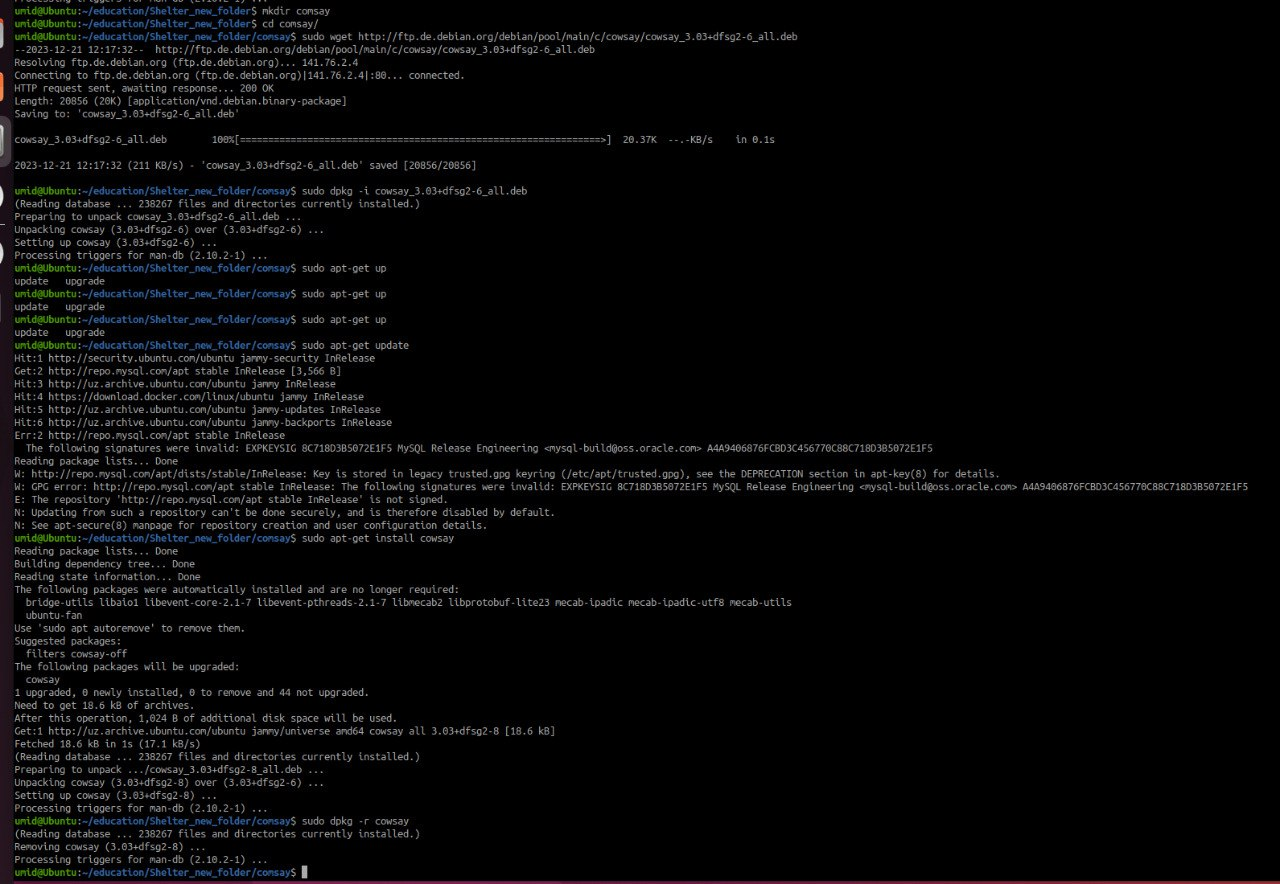 Processing triggers for man-db (2.10.2-1) ...
umid@Ubuntu:~/education/Shelter_new_folder$ mkdir comsay
umid@Ubuntu:~/education/Shelter_new_folder$ cd comsay/
umid@Ubuntu:~/education/Shelter_new_folder/comsay$ sudo wget http://ftp.de.debian.org/debian/pool/main/c/cowsay/cowsay_3.03+dfsg2-6_all.deb
--2023-12-21 12:17:32--  http://ftp.de.debian.org/debian/pool/main/c/cowsay/cowsay_3.03+dfsg2-6_all.deb
Resolving ftp.de.debian.org (ftp.de.debian.org)... 141.76.2.4
Connecting to ftp.de.debian.org (ftp.de.debian.org)|141.76.2.4|:80... connected.
HTTP request sent, awaiting response... 200 OK
Length: 20856 (20K) [application/vnd.debian.binary-package]
Saving to: 'cowsay_3.03+dfsg2-6_all.deb'
cowsay_3.03+dfsg2-6_all.deb 100%[=============================================================>] 20.37K --.-KB/s in 0.1s
2023-12-21 12:17:32 (211 KB/s) - 'cowsay_3.03+dfsg2-6_all.deb' saved [20856/20856]
umid@Ubuntu:~/education/Shelter_new_folder/comsay$ sudo dpkg -i cowsay_3.03+dfsg2-6_all.deb
(Reading database ... 238267 files and directories currently installed.)
Preparing to unpack cowsay_3.03+dfsg2-6_all.deb ...
Unpacking cowsay (3.03+dfsg2-6) over (3.03+dfsg2-6) ...
Setting up cowsay (3.03+dfsg2-6) ...
Processing triggers for man-db (2.10.2-1) ...
umid@Ubuntu:~/education/Shelter_new_folder/comsay$ sudo apt-get up
update upgrade
umid@Ubuntu:~/education/Shelter_new_folder/comsay$ sudo apt-get up
update upgrade
umid@Ubuntu:~/education/Shelter_new_folder/comsay$ sudo apt-get up
update upgrade
umid@Ubuntu:~/education/Shelter_new_folder/comsay$ sudo apt-get update
Hit:1 http://security.ubuntu.com/ubuntu jammy-security InRelease
Get:2 http://repo.mysql.com/apt stable InRelease [3,566 B]
Hit:3 http://uz.archive.ubuntu.com/ubuntu jammy InRelease
Hit:4 https://download.docker.com/linux/ubuntu jammy InRelease
Hit:5 http://uz.archive.ubuntu.com/ubuntu jammy-updates InRelease
Hit:6 http://uz.archive.ubuntu.com/ubuntu jammy-backports InRelease
Err:2 http://repo.mysql.com/apt stable InRelease
The following signatures were invalid: EXPKEYSIG 8C718D3B5072E1F5 MySQL Release Engineering <mysql-build@oss.oracle.com> A4A9406876FCBD3C456770C88C718D3B5072E1F5
Reading package lists... Done
W: http://repo.mysql.com/apt/dists/stable/InRelease: Key is stored in legacy trusted.gpg keyring (/etc/apt/trusted.gpg), see the DEPRECATION section in apt-key(8) for details.
W: GPG error: http://repo.mysql.com/apt stable InRelease: The following signatures were invalid: EXPKEYSIG 8C718D3B5072E1F5 MySQL Release Engineering <mysql-build@oss.oracle.com> A4A9406876FCBD3C456770C88C718D3B5072E1F5
E: The repository 'http://repo.mysql.com/apt stable InRelease' is not signed.
N: Updating from such a repository can't be done securely, and is therefore disabled by default.
N: See apt-secure(8) manpage for repository creation and user configuration details.
umid@Ubuntu:~/education/Shelter_new_folder/comsay$ sudo apt-get install cowsay
Reading package lists... Done
Building dependency tree... Done
Reading state information... Done
The following packages were automatically installed and are no longer required:
bridge-utils libaio1 libevent-core-2.1-7 libevent-pthreads-2.1-7 libmecab2 libprotobuf-lite23 mecab-ipadic mecab-ipadic-utf8 mecab-utils
ubuntu-fan
Use 'sudo apt autoremove' to remove them.
Suggested packages:
filters cowsay-off
The following packages will be upgraded:
cowsay
1 upgraded, 0 newly installed, 0 to remove and 44 not upgraded.
Need to get 18.6 kB of archives.
After this operation, 1,024 B of additional disk space will be used.
Get:1 http://uz.archive.ubuntu.com/ubuntu jammy/universe amd64 cowsay all 3.03+dfsg2-8 [18.6 kB]
Fetched 18.6 kB in 1s (17.1 kB/s)
(Reading database ... 238267 files and directories currently installed.)
Preparing to unpack .../cowsay_3.03+dfsg2-8_all.deb ...
Unpacking cowsay (3.03+dfsg2-8) over (3.03+dfsg2-6) ...
Setting up cowsay (3.03+dfsg2-8) ...
Processing triggers for man-db (2.10.2-1) ...
umid@Ubuntu:~/education/Shelter_new_folder/comsay$ sudo dpkg -r cowsay
(Reading database ... 238267 files and directories currently installed.)
Removing cowsay (3.03+dfsg2-8) ...
Processing triggers for man-db (2.10.2-1) ...
umid@Ubuntu:~/education/Shelter_new_folder/comsay$